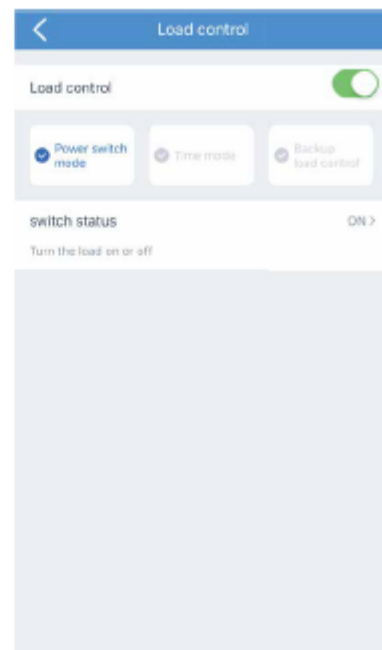 Load control
Load control
Power switch
mode
Time mode
Backup
load control
switch status
ON >
Turn the load on or off